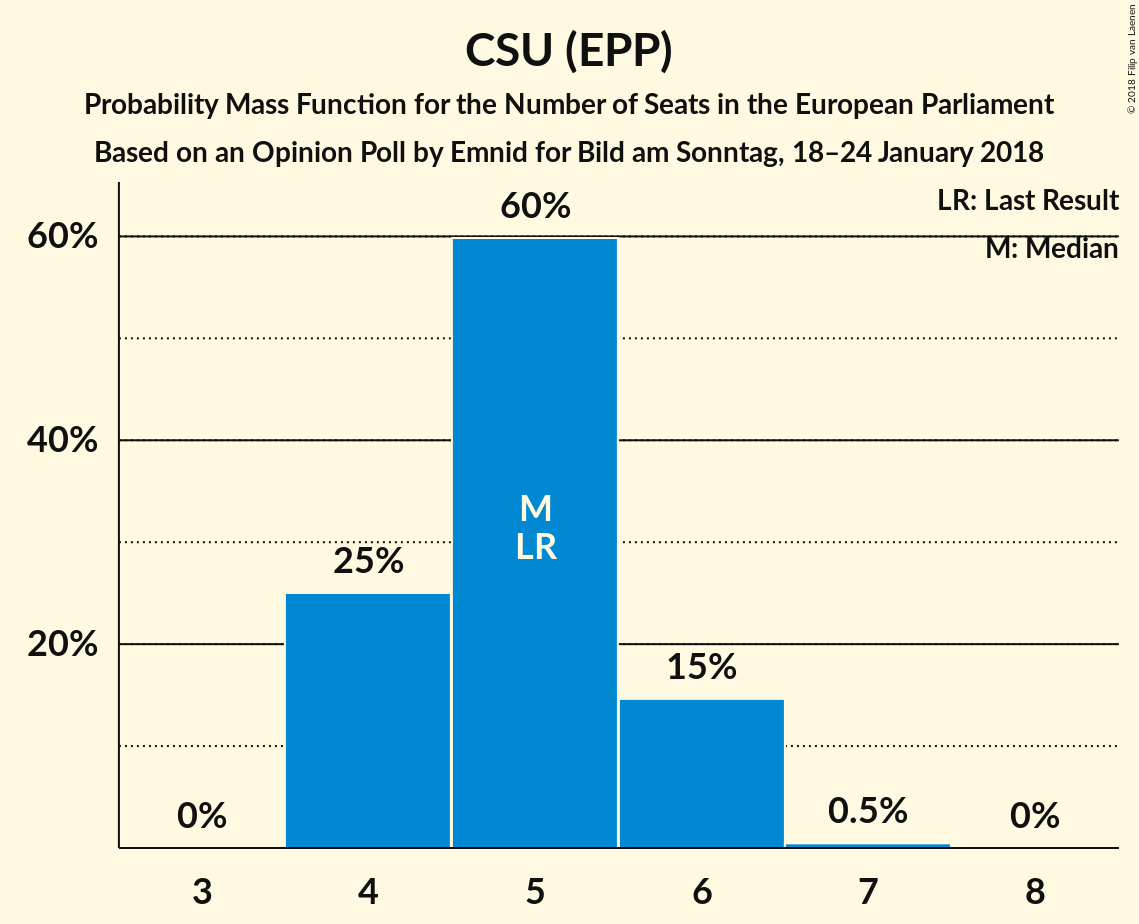 CSU (EPP)
Probability Mass Function for the Number of Seats in the European Parliament
Based on an Opinion Poll by Emnid for Bild am Sonntag, 18–24 January 2018
© 2018 Filip van Laenen
LR: Last Result
M: Median
60%
40%
20%
0%
25%
60%
M
LR
15%
0.5%
0%
3 4 5 6 7 8